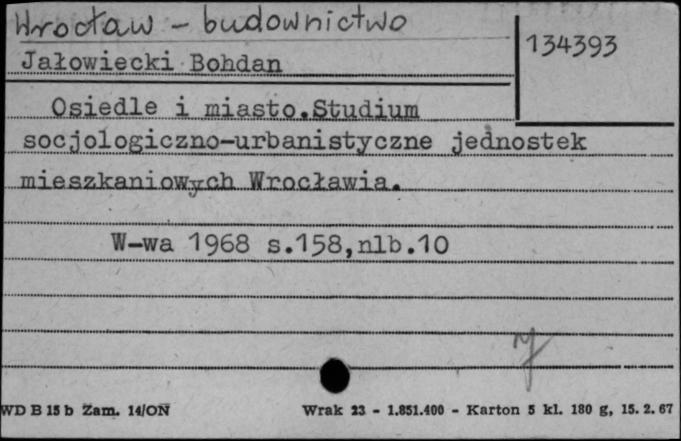 Wrocław - budownictwo
134393
Jałowiecki Bohdan
Osiedle i miasto.Studium
socjologiczno-urbanistyczne jednostek
mieszkaniowych Wrocławia.
W-wa 1968 s.158,nlb.10
WD B 15 b Zam. 14/ON
Wrak 23 - 1.851.400 - Karton 5 kl. 180 g, 15. 2. 67